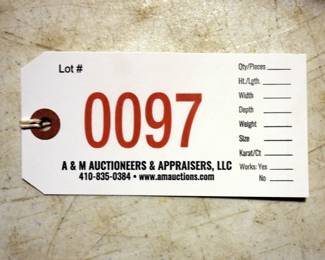 Lot #
0097
A & M AUCTIONEERS & APPRAISERS, LLC
410-835-0384 • www.amauctions.com
Qty/Pieces
Ht./Lgth.
Width
Depth
Weight
Size
Karat/Ct
Works: Yes
No